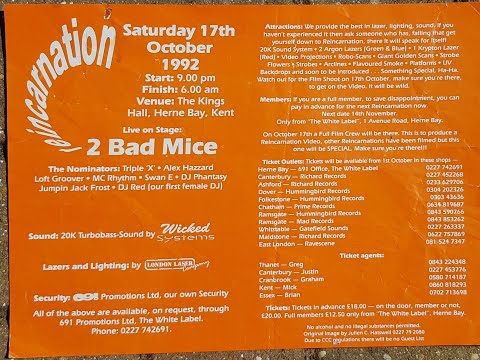 Reincarnation
Saturday 17th
October
1992
Start: 9.00 pm
Finish: 6.00 am
Venue: The Kings
Hall, Herne Bay, Kent
Live on Stage:
2 Bad Mice
The Nominators: Triple 'X' • Alex Hazzard
Loft Groover • MC Rhythm • Swan E • DJ Phantasy
Jumpin Jack Frost • DJ Red (our first female DJ)
Sound: 20K Turbobass-Sound by Wicked Systems
Lazers and Lighting: by LONDON LASER Company
Security: 691 Promotions Ltd, our own Security
All of the above are available, on request, through
691 Promotions Ltd, The White Label.
Phone: 0227 742691.
Attractions: We provide the best in lazer, lighting, sound, If you
haven't experienced it then ask someone who has, failing that get
yourself down to Reincarnation, it will speak for itself!
20K Sound System • 2 Argon Lazers (Green & Blue) • 1 Krypton Lazer
(Red) • Video Projections • Robo-Scans • Giant Golden Scans • Strobe
Flowers • Strobes • Arclines • Flavoured Smoke • Platforms • UV
Backdrops and soon to be introduced . . . Something Special, Ha-Ha.
Watch out for the Film Shoot on 17th October, make sure you're there,
to get on the Video. It will be wild.
Members: If you are a full member, to save disappointment, you can
pay in advance for the next Reincarnation now.
Next date 14th November.
Only from "The White Label", 1 Avenue Road, Herne Bay.
On October 17th a Full Film Crew will be there. This is to produce a
Reincarnation Video, other Reincarnations have been filmed but this
one will be SPECIAL. Make sure you're there!!!
Ticket Outlets: Tickets will be available from 1st October in these shops —
Herne Bay — 691 Office, The White Label 0227 742691
Canterbury — Richard Records 0227 452268
Ashford — Richard Records 0233 629906
Dover — Hummingbird Records 0304 202326
Folkestone — Hummingbird Records 0303 43636
Chatham — Prime Records 0634 819687
Ramsgate — Hummingbird Records 0843 590766
Ramsgate — Mad Records 0843 853262
Whitstable — Gatefield Sounds 0227 263337
Maidstone — Richard Records 0622 757869
East London — Ravescene 081-524 7347
Ticket agents:
Thanet — Greg 0843 224348
Canterbury — Justin 0227 453776
Cranbrook — Graham 0580 714187
Kent — Mick 0860 818293
Essex — Brian 0702 713698
Tickets: Tickets in advance £18.00 — on the door, member or not,
£20.00. Full members £12.50 only from "The White Label", Herne Bay.
No alcohol and no illegal substances permitted.
Original image by Julien C. Hatswell 0227 79 2080
Due to CCC regulations there will be no Guest List